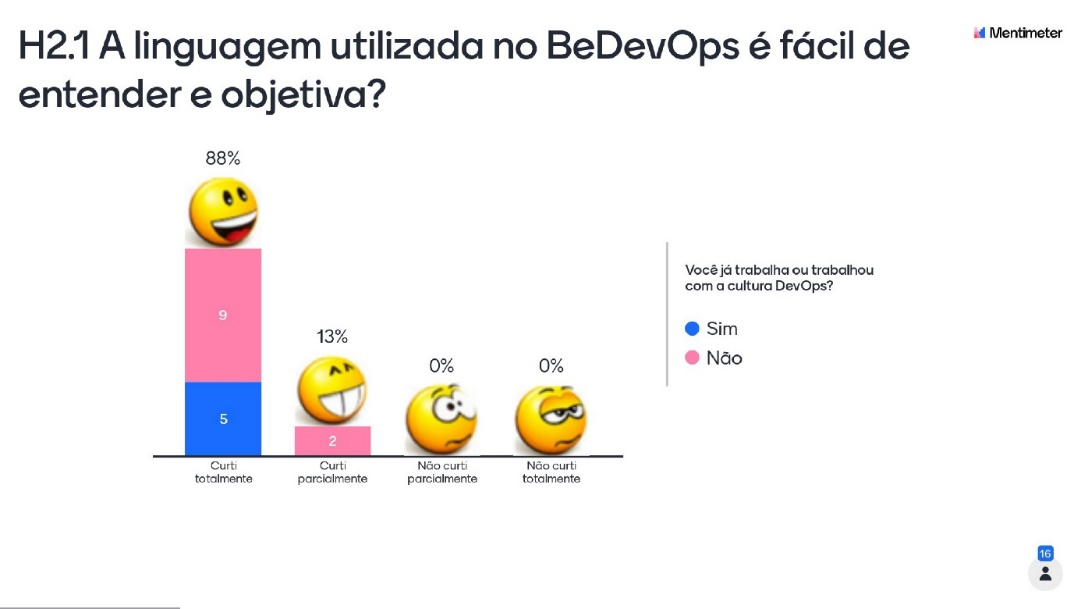 H2.1 A linguagem utilizada no BeDevOps é fácil de
entender e objetiva?
Mentimeter
88%
9
5
13%
2
0%
0%
Curti
totalmente
Curti
parcialmente
Não curti
parcialmente
Não curti
totalmente
Você já trabalha ou trabalhou
com a cultura DevOps?
Sim
Não
16